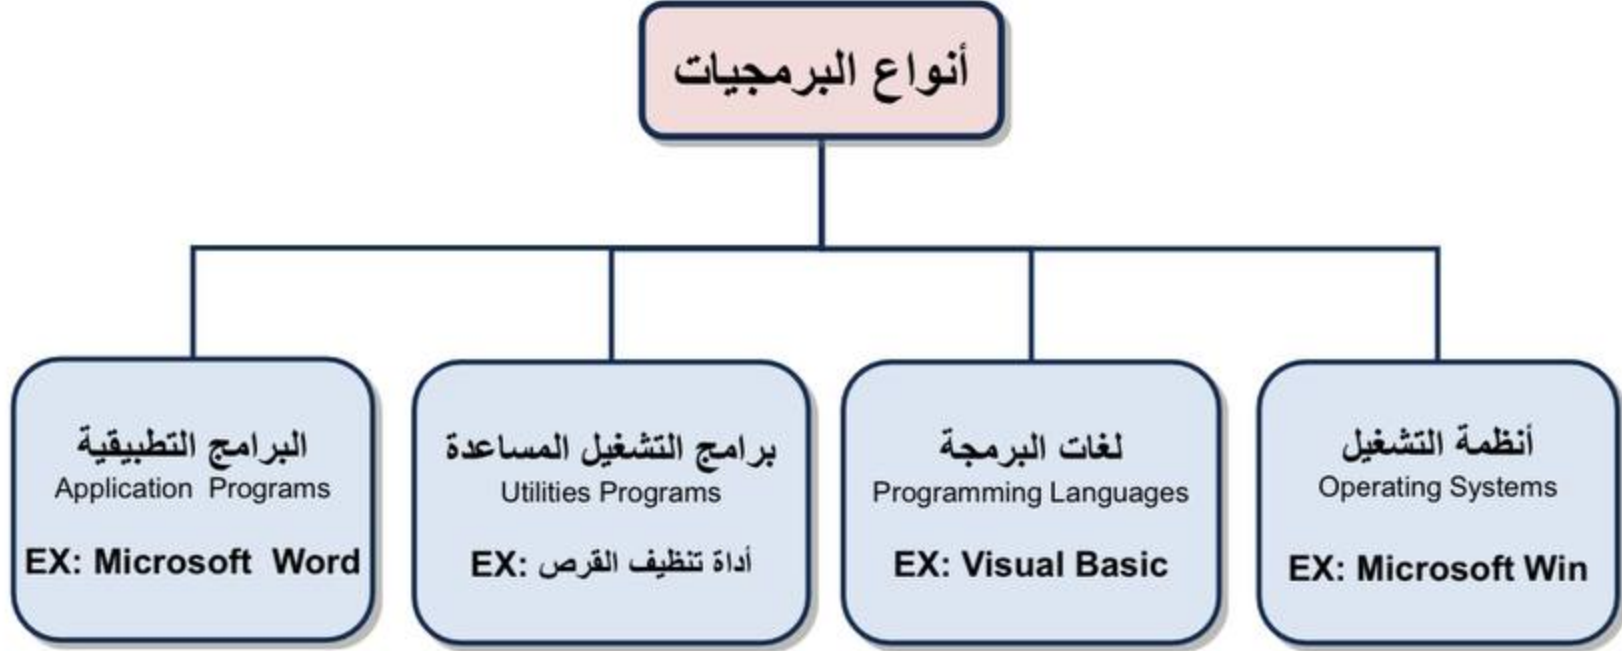 أنواع البرمجيات
أنظمة التشغيل
Operating Systems
EX: Microsoft Win
لغات البرمجة
Programming Languages
EX: Visual Basic
برامج التشغيل المساعدة
Utilities Programs
EX: أداة تنظيف القرص
البرامج التطبيقية
Application Programs
EX: Microsoft Word